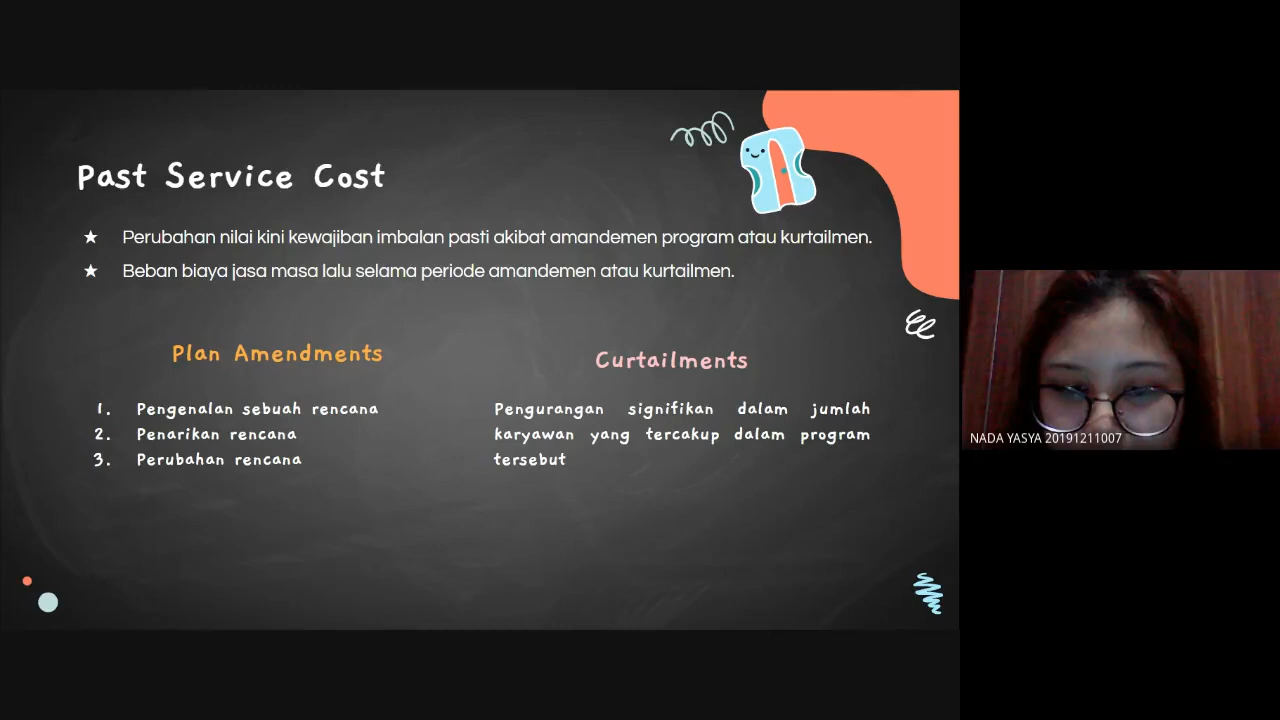 Past Service Cost
★ Perubahan nilai kini kewajiban imbalan pasti akibat amandemen program atau kurtailmen.
★ Beban biaya jasa masa lalu selama periode amandemen atau kurtailmen.
Plan Amendments
1. Pengenalan sebuah rencana
2. Penarikan rencana
3. Perubahan rencana
Curtailments
Pengurangan signifikan dalam jumlah
karyawan yang tercakup dalam program
tersebut
NADA YASYA 20191211007